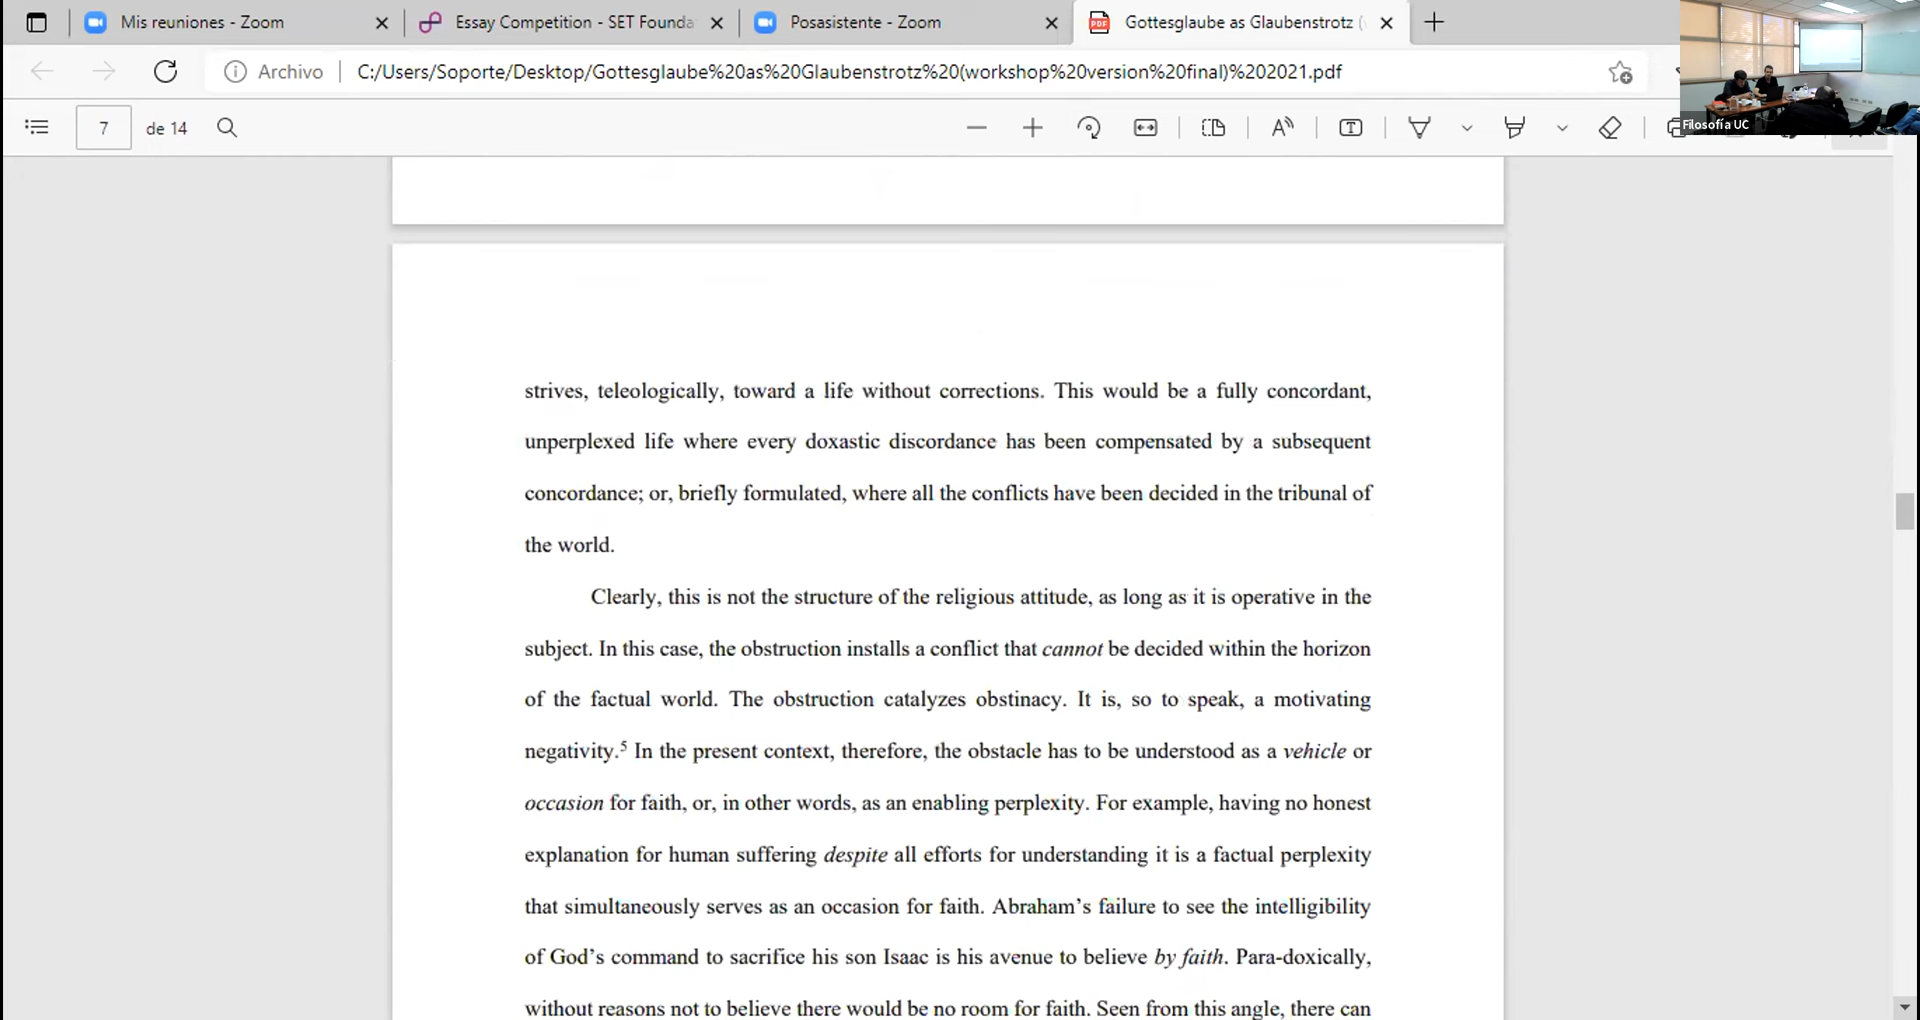 Mis reuniones - Zoom
Essay Competition - SET Founda
Posasistente - Zoom
PDF
Gottesglaube as Glaubenstrotz (
Archivo
C:/Users/Soporte/Desktop/Gottesglaube%20as%20Glaubenstrotz%20(workshop%20version%20final)%202021.pdf
Filosofía UC
7 de 14
strives, teleologically, toward a life without corrections. This would be a fully concordant,
unperplexed life where every doxastic discordance has been compensated by a subsequent
concordance; or, briefly formulated, where all the conflicts have been decided in the tribunal of
the world.
Clearly, this is not the structure of the religious attitude, as long as it is operative in the
subject. In this case, the obstruction installs a conflict that cannot be decided within the horizon
of the factual world. The obstruction catalyzes obstinacy. It is, so to speak, a motivating
negativity.⁵ In the present context, therefore, the obstacle has to be understood as a vehicle or
occasion for faith, or, in other words, as an enabling perplexity. For example, having no honest
explanation for human suffering despite all efforts for understanding it is a factual perplexity
that simultaneously serves as an occasion for faith. Abraham’s failure to see the intelligibility
of God’s command to sacrifice his son Isaac is his avenue to believe by faith. Para-doxically,
without reasons not to believe there would be no room for faith. Seen from this angle, there can